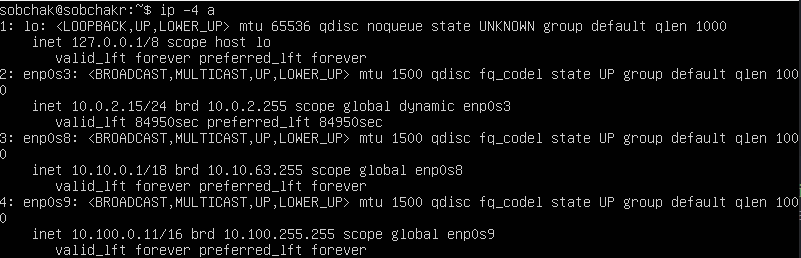 sobchak@sobchakr:~$ ip -4 a
1: lo: <LOOPBACK,UP,LOWER_UP> mtu 65536 qdisc noqueue state UNKNOWN group default qlen 1000
    inet 127.0.0.1/8 scope host lo
       valid_lft forever preferred_lft forever
2: enp0s3: <BROADCAST,MULTICAST,UP,LOWER_UP> mtu 1500 qdisc fq_codel state UP group default qlen 100
0
    inet 10.0.2.15/24 brd 10.0.2.255 scope global dynamic enp0s3
       valid_lft 84950sec preferred_lft 84950sec
3: enp0s8: <BROADCAST,MULTICAST,UP,LOWER_UP> mtu 1500 qdisc fq_codel state UP group default qlen 100
0
    inet 10.10.0.1/18 brd 10.10.63.255 scope global enp0s8
       valid_lft forever preferred_lft forever
4: enp0s9: <BROADCAST,MULTICAST,UP,LOWER_UP> mtu 1500 qdisc fq_codel state UP group default qlen 100
0
    inet 10.100.0.11/16 brd 10.100.255.255 scope global enp0s9
       valid_lft forever preferred_lft forever